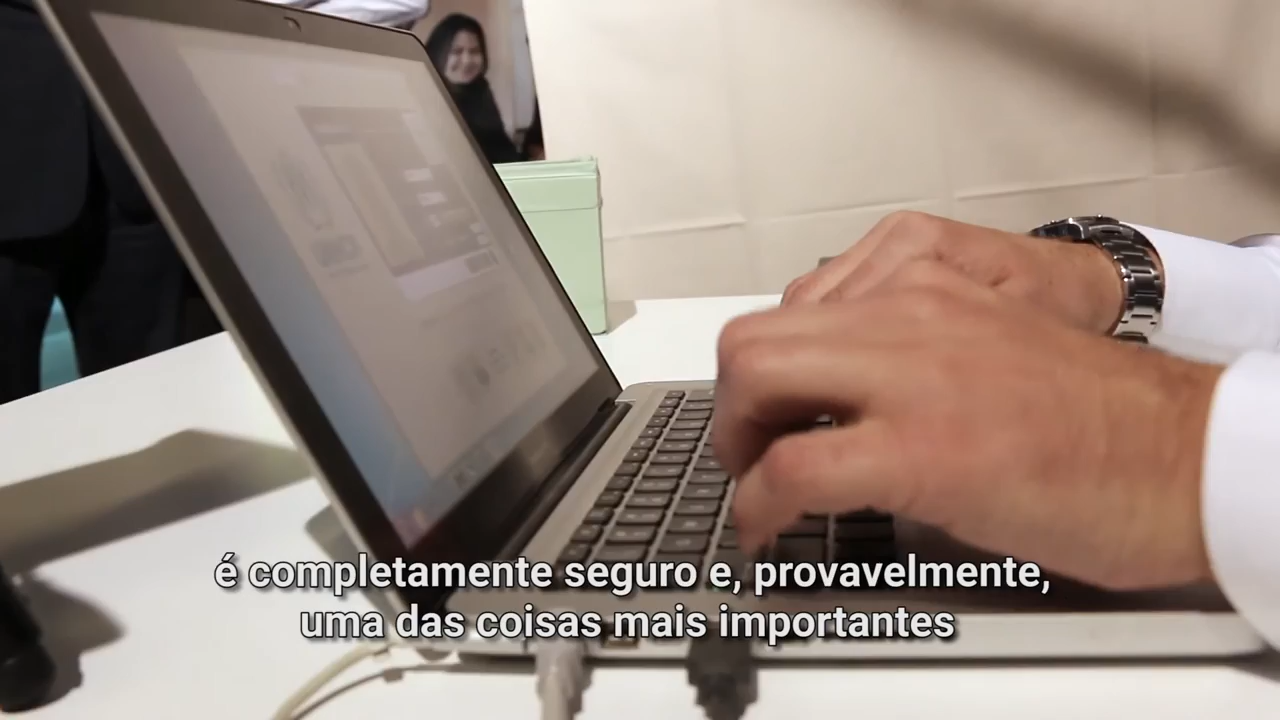 é completamente seguro e, provavelmente,
uma das coisas mais importantes